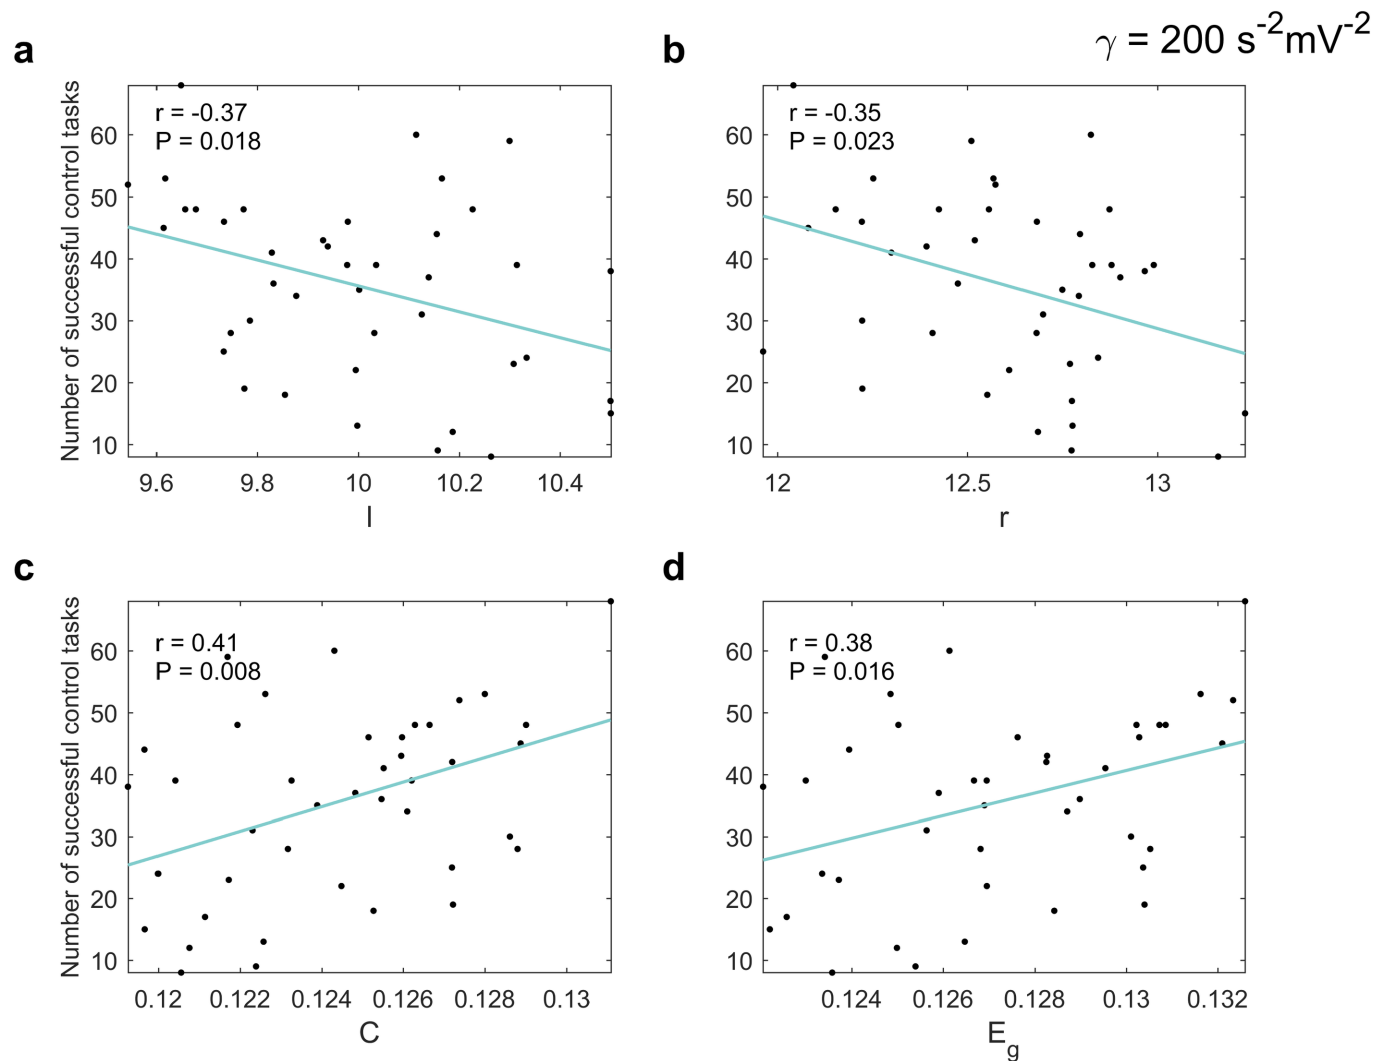 γ = 200 s⁻²mV⁻²
a
r = -0.37
P = 0.018
Number of successful control tasks
60
50
40
30
20
10
9.6 9.8 10 10.2 10.4
l
b
r = -0.35
P = 0.023
60
50
40
30
20
10
12 12.5 13
r
c
r = 0.41
P = 0.008
Number of successful control tasks
60
50
40
30
20
10
0.12 0.122 0.124 0.126 0.128 0.13
C
d
r = 0.38
P = 0.016
60
50
40
30
20
10
0.124 0.126 0.128 0.13 0.132
E_g